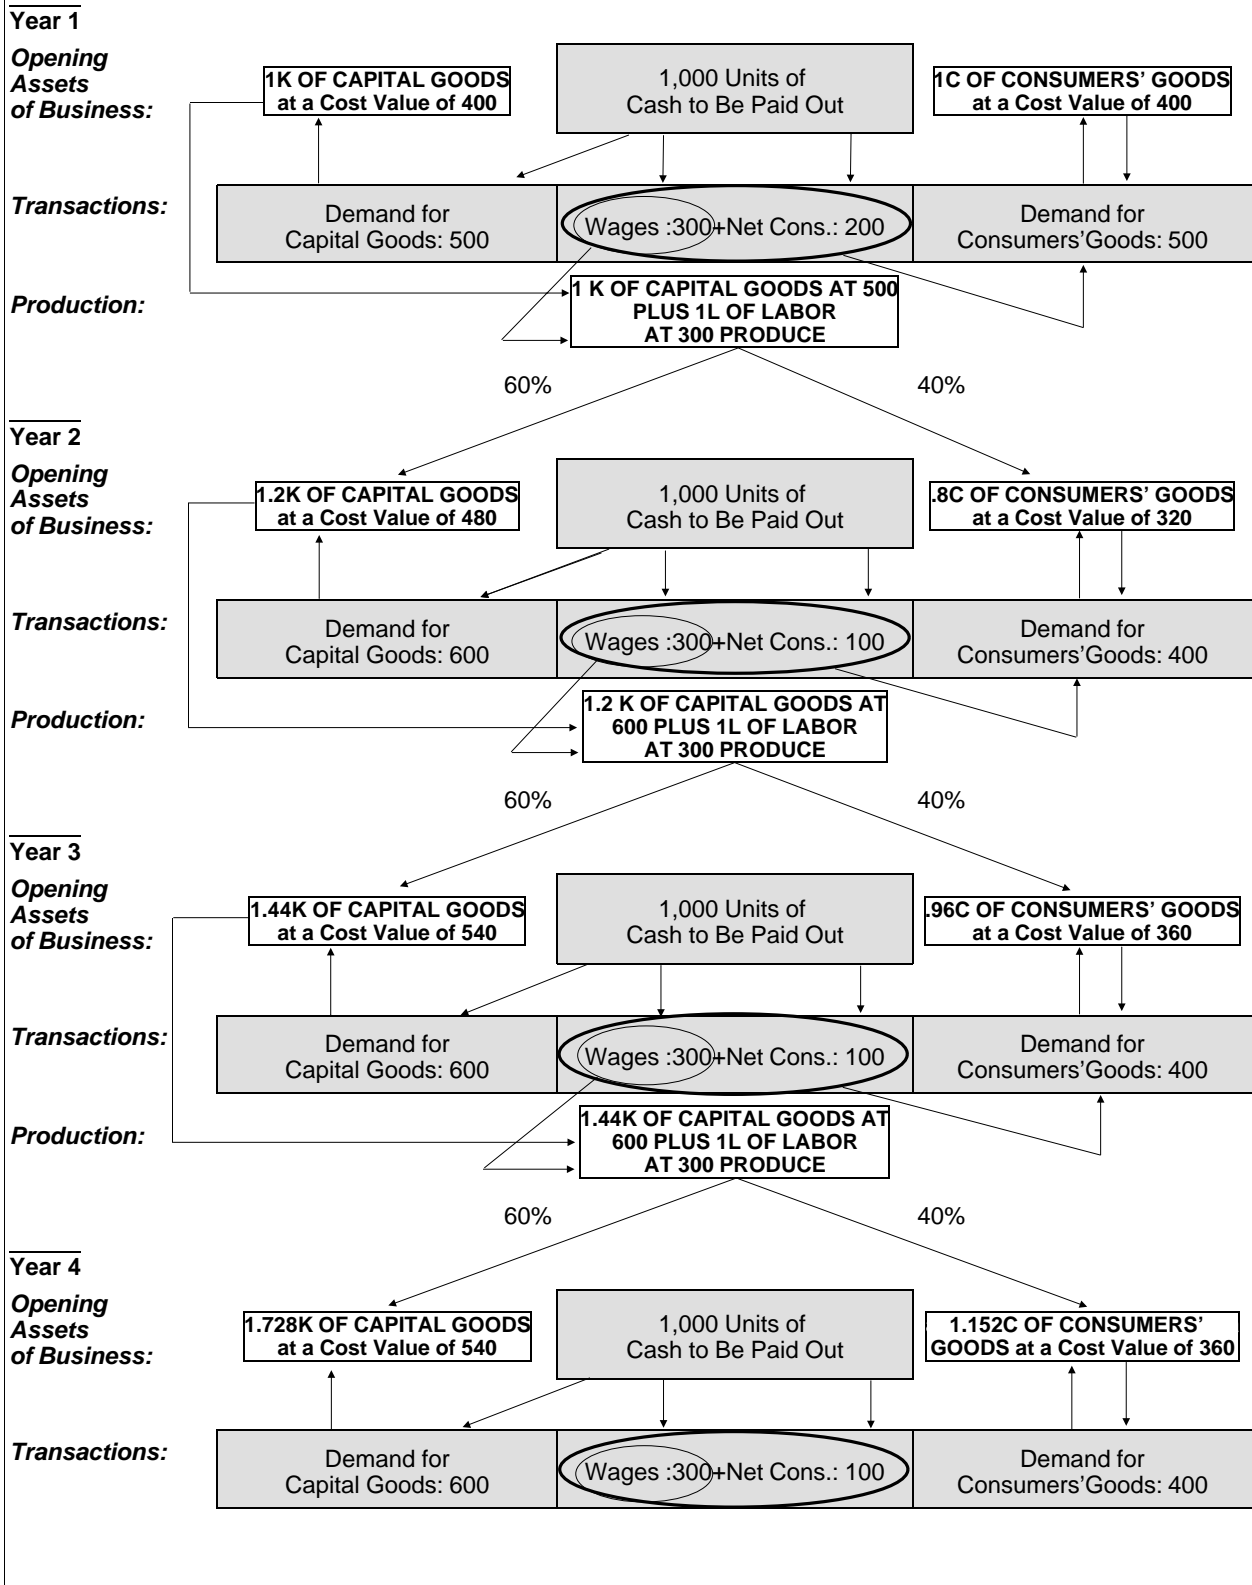 Year 1
Opening
Assets
of Business:
1K OF CAPITAL GOODS
at a Cost Value of 400
1,000 Units of
Cash to Be Paid Out
1C OF CONSUMERS’ GOODS
at a Cost Value of 400
Transactions:
Demand for
Capital Goods: 500
Wages :300+Net Cons.: 200
Demand for
Consumers’Goods: 500
Production:
1 K OF CAPITAL GOODS AT 500
PLUS 1L OF LABOR
AT 300 PRODUCE
60%
40%
Year 2
Opening
Assets
of Business:
1.2K OF CAPITAL GOODS
at a Cost Value of 480
1,000 Units of
Cash to Be Paid Out
.8C OF CONSUMERS’ GOODS
at a Cost Value of 320
Transactions:
Demand for
Capital Goods: 600
Wages :300+Net Cons.: 100
Demand for
Consumers’Goods: 400
Production:
1.2 K OF CAPITAL GOODS AT
600 PLUS 1L OF LABOR
AT 300 PRODUCE
60%
40%
Year 3
Opening
Assets
of Business:
1.44K OF CAPITAL GOODS
at a Cost Value of 540
1,000 Units of
Cash to Be Paid Out
.96C OF CONSUMERS’ GOODS
at a Cost Value of 360
Transactions:
Demand for
Capital Goods: 600
Wages :300+Net Cons.: 100
Demand for
Consumers’Goods: 400
Production:
1.44K OF CAPITAL GOODS AT
600 PLUS 1L OF LABOR
AT 300 PRODUCE
60%
40%
Year 4
Opening
Assets
of Business:
1.728K OF CAPITAL GOODS
at a Cost Value of 540
1,000 Units of
Cash to Be Paid Out
1.152C OF CONSUMERS’
GOODS at a Cost Value of 360
Transactions:
Demand for
Capital Goods: 600
Wages :300+Net Cons.: 100
Demand for
Consumers’Goods: 400